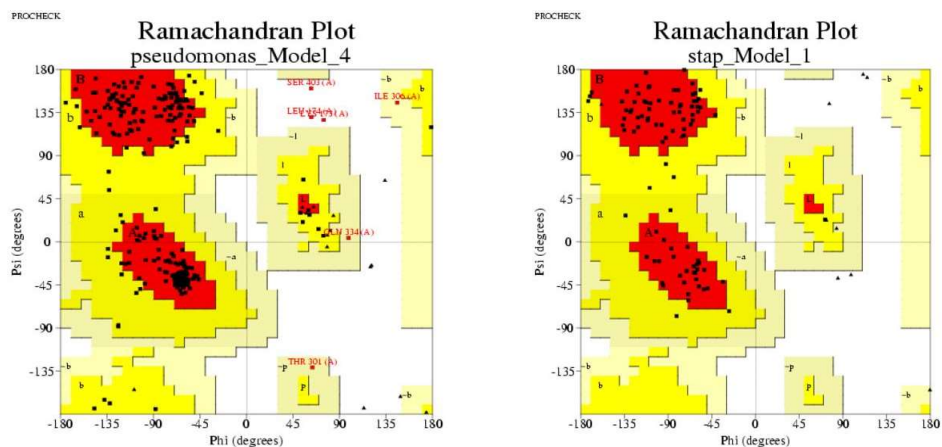 PROCHECK
Ramachandran Plot
pseudomonas_Model_4
180
135
90
45
0
-45
-90
-135
Psi (degrees)
B
b
~b
~b
SER 403 (A)
ILE 306 (A)
b
~l
l
L
a
A
~a
GLN 334 (A)
THR 301 (A)
~b
b
~b
~p
p
~b
-180
-135
-90
-45
0
45
90
135
180
Phi (degrees)
PROCHECK
Ramachandran Plot
stap_Model_1
180
135
90
45
0
-45
-90
-135
Psi (degrees)
B
b
~b
~b
b
~l
l
L
a
A
~a
~b
b
~b
~p
p
~b
-180
-135
-90
-45
0
45
90
135
180
Phi (degrees)